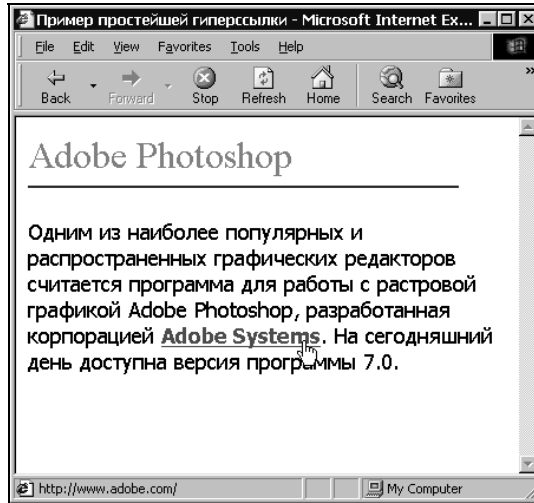 Пример простейшей гиперссылки - Microsoft Internet Ex...
File Edit View Favorites Tools Help
Back Forward Stop Refresh Home Search Favorites
Adobe Photoshop
Одним из наиболее популярных и
распространенных графических редакторов
считается программа для работы с растровой
графикой Adobe Photoshop, разработанная
корпорацией Adobe Systems. На сегодняшний
день доступна версия программы 7.0.
http://www.adobe.com/ My Computer